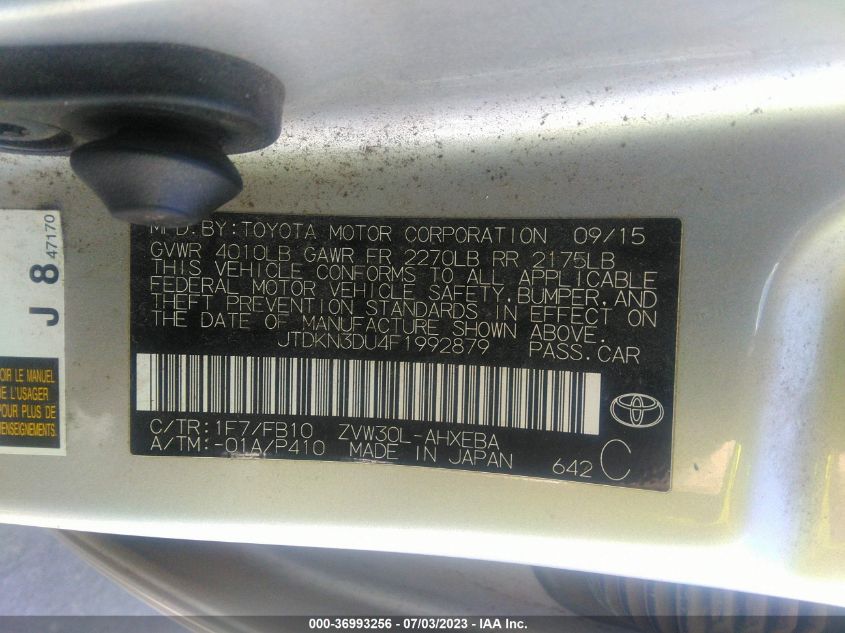 MFD. BY: TOYOTA MOTOR CORPORATION 09/15
GVWR 4010LB GAWR FR 2270LB RR 2175LB
THIS VEHICLE CONFORMS TO ALL APPLICABLE
FEDERAL MOTOR VEHICLE SAFETY, BUMPER, AND
THEFT PREVENTION STANDARDS IN EFFECT ON
THE DATE OF MANUFACTURE SHOWN ABOVE.
JTDKN3DU4F1992879 PASS. CAR
C/TR: 1F7/FB10 ZVW30L-AHXEBA
A/TM: -01A/P410 MADE IN JAPAN 642 C
J 8 47170
OIR LE MANUEL
DE L'USAGER
POUR PLUS DE
RENSEIGNEMENTS
000-36993256 - 07/03/2023 - IAA Inc.